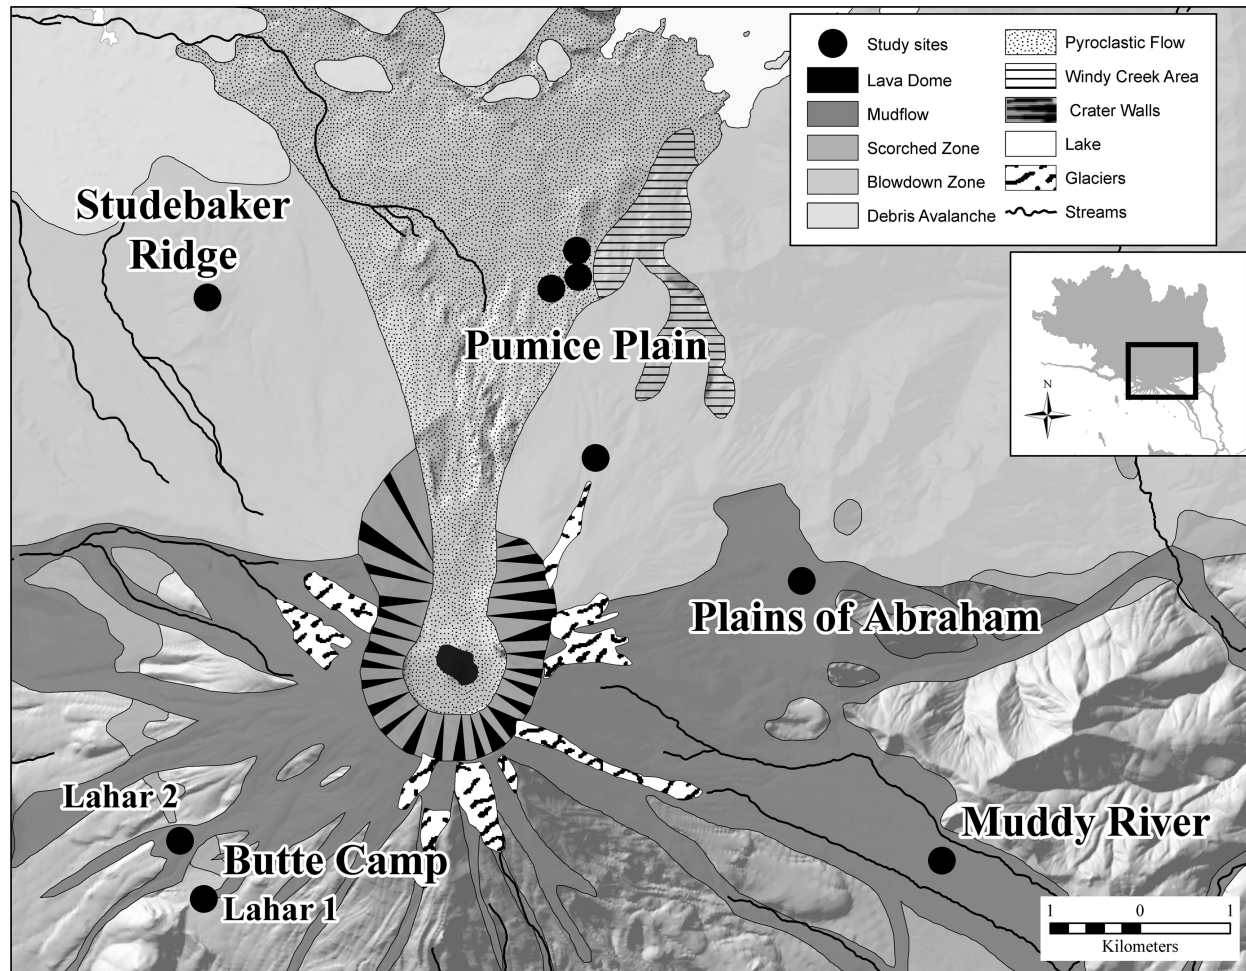 Study sites
Lava Dome
Mudflow
Scorched Zone
Blowdown Zone
Debris Avalanche
Pyroclastic Flow
Windy Creek Area
Crater Walls
Lake
Glaciers
Streams
Studebaker
Ridge
N
Pumice Plain
Plains of Abraham
Lahar 2
Butte Camp
Lahar 1
Muddy River
1 0 1
Kilometers